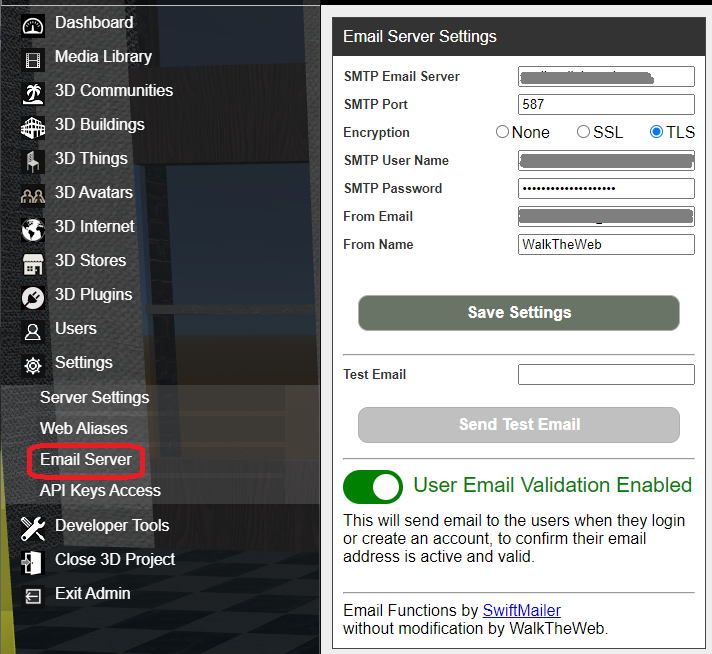 Dashboard
Media Library
3D Communities
3D Buildings
3D Things
3D Avatars
3D Internet
3D Stores
3D Plugins
Users
Settings
Server Settings
Web Aliases
Email Server
API Keys Access
Developer Tools
Close 3D Project
Exit Admin
Email Server Settings
SMTP Email Server
SMTP Port 587
Encryption None SSL TLS
SMTP User Name
SMTP Password ••••••••••••••••••••
From Email
From Name WalkTheWeb
Save Settings
Test Email
Send Test Email
User Email Validation Enabled
This will send email to the users when they login
or create an account, to confirm their email
address is active and valid.
Email Functions by SwiftMailer
without modification by WalkTheWeb.